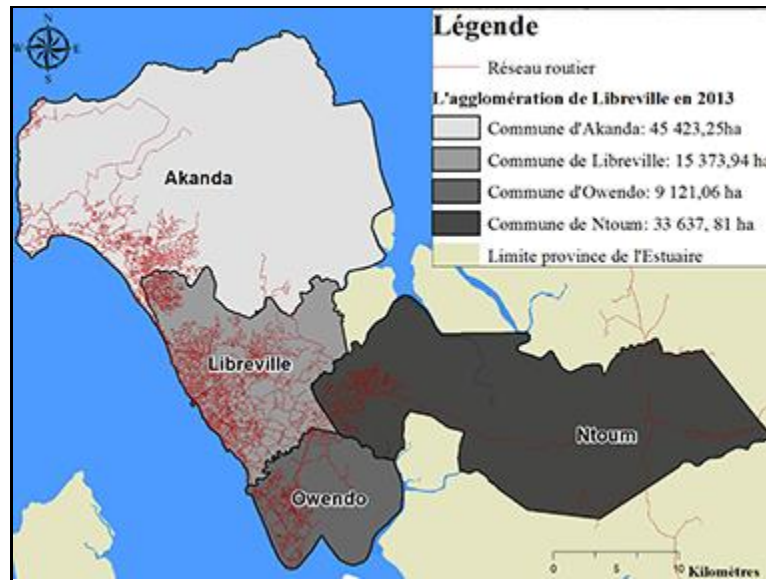 N
W E
S
Légende
Réseau routier
L'agglomération de Libreville en 2013
Commune d'Akanda: 45 423,25ha
Commune de Libreville: 15 373,94 ha
Commune d'Owendo: 9 121,06 ha
Commune de Ntoum: 33 637, 81 ha
Limite province de l'Estuaire
Akanda
Libreville
Ntoum
Owendo
0 5 10
Kilomètres